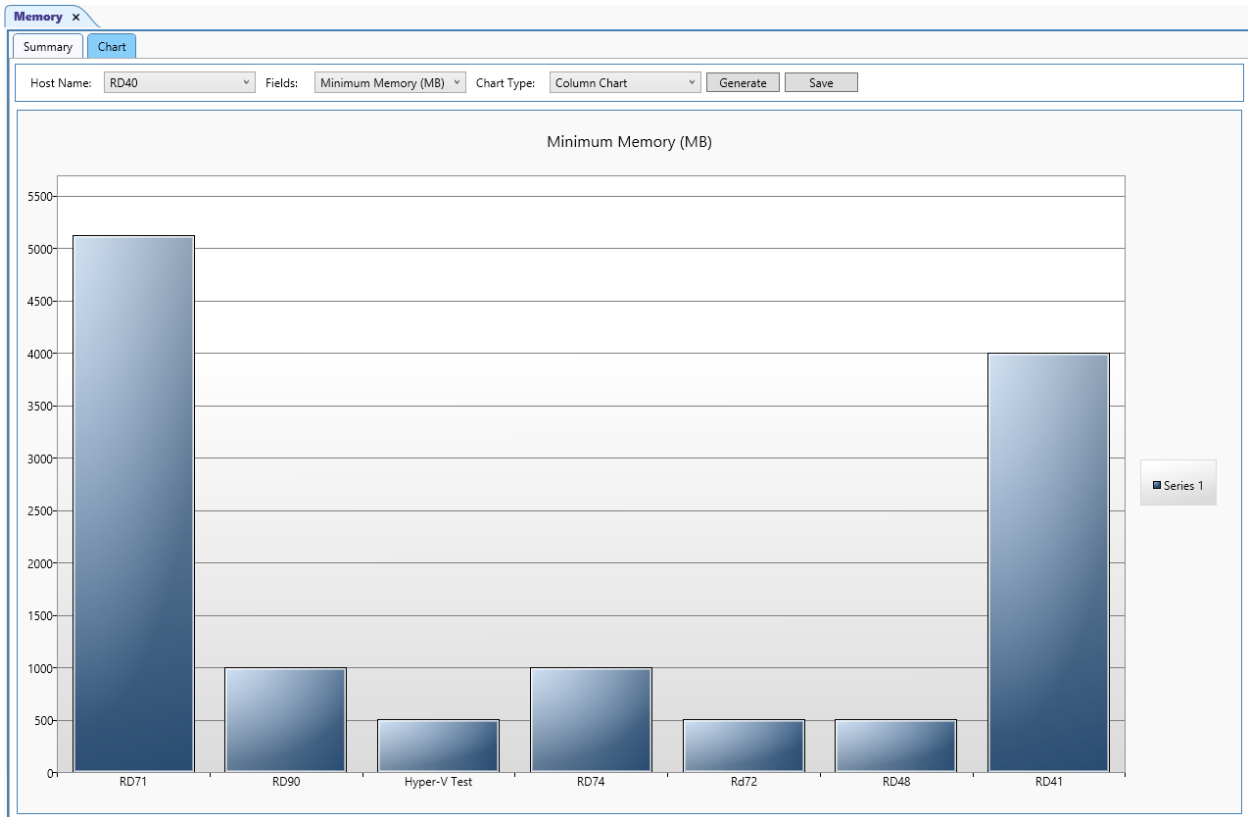 Memory x
Summary Chart
Host Name: RD40 Fields: Minimum Memory (MB) Chart Type: Column Chart Generate Save
Minimum Memory (MB)
5500
5000
4500
4000
3500
3000
2500
2000
1500
1000
500
0
Series 1
RD71 RD90 Hyper-V Test RD74 Rd72 RD48 RD41